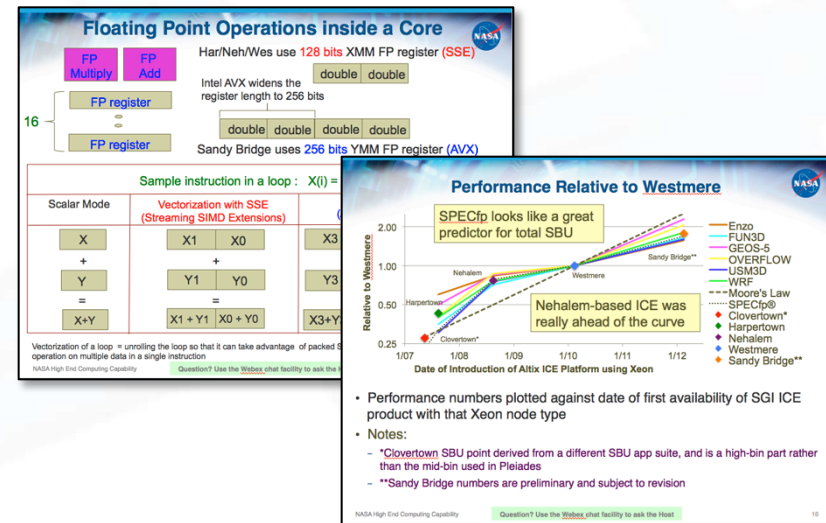 Floating Point Operations inside a Core
NASA
FP Multiply
FP Add
Har/Neh/Wes use 128 bits XMM FP register (SSE)
double double
Intel AVX widens the
register length to 256 bits
FP register
16
FP register
double double double double
Sandy Bridge uses 256 bits YMM FP register (AVX)
Sample instruction in a loop : X(i) =
Scalar Mode
Vectorization with SSE
(Streaming SIMD Extensions)
X X1 X0 X3
+ +
Y Y1 Y0 Y3
= =
X+Y X1 + Y1 X0 + Y0
Vectorization of a loop = unrolling the loop so that it can take advantage of packed
operation on multiple data in a single instruction
NASA High End Computing Capability
Question? Use the Webex chat facility to ask the
Performance Relative to Westmere
NASA
Relative to Westmere
2.00
1.00
0.50
0.25
SPECfp looks like a great
predictor for total SBU
Nehalem
Harpertown
Clovertown*
Westmere
Sandy Bridge**
Nehalem-based ICE was
really ahead of the curve
1/07 1/08 1/09 1/10 1/11 1/12
Date of Introduction of Altix ICE Platform using Xeon
Enzo
FUN3D
GEOS-5
OVERFLOW
USM3D
WRF
Moore's Law
SPECfp®
Clovertown*
Harpertown
Nehalem
Westmere
Sandy Bridge**
• Performance numbers plotted against date of first availability of SGI ICE
product with that Xeon node type
• Notes:
– *Clovertown SBU point derived from a different SBU app suite, and is a high-bin part rather
than the mid-bin used in Pleiades
– **Sandy Bridge numbers are preliminary and subject to revision
NASA High End Computing Capability
Question? Use the Webex chat facility to ask the Host
16